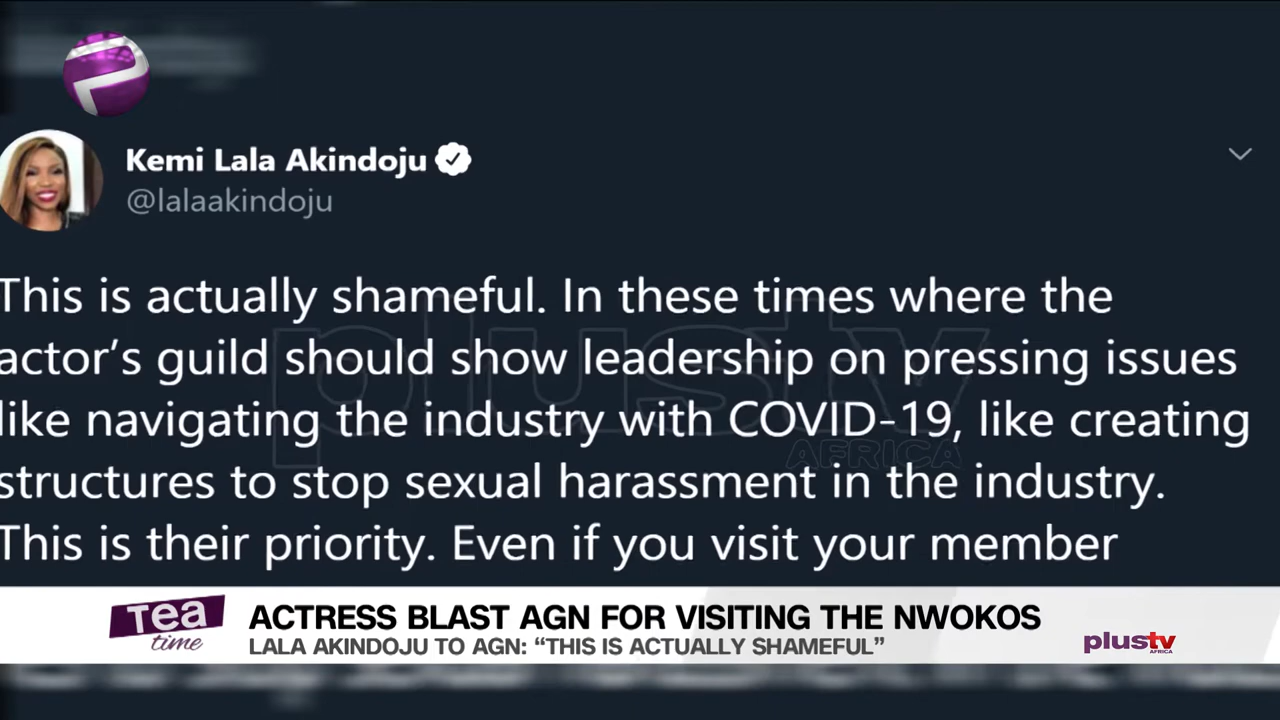 Kemi Lala Akindoju
@lalaakindoju
This is actually shameful. In these times where the
actor's guild should show leadership on pressing issues
like navigating the industry with COVID-19, like creating
structures to stop sexual harassment in the industry.
This is their priority. Even if you visit your member
plustv
AFRICA
Tea
time
ACTRESS BLAST AGN FOR VISITING THE NWOKOS
LALA AKINDOJU TO AGN: “THIS IS ACTUALLY SHAMEFUL”
plustv
AFRICA